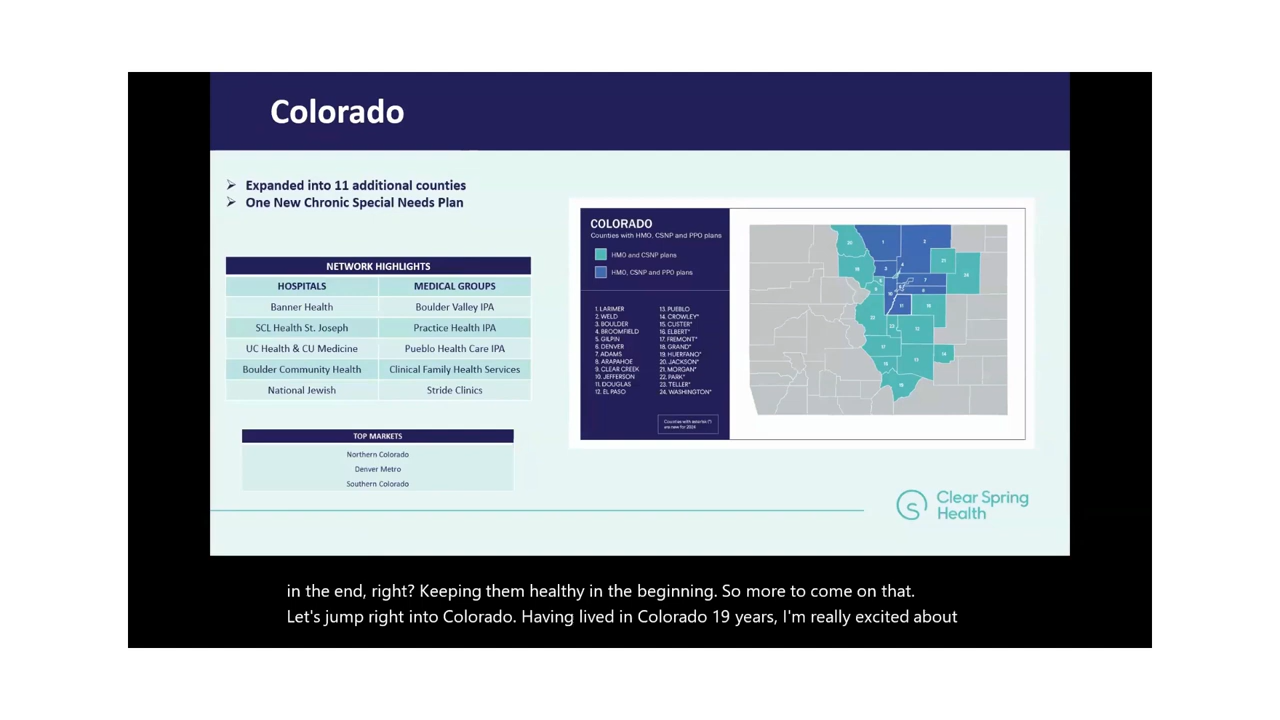 Colorado
➢ Expanded into 11 additional counties
➢ One New Chronic Special Needs Plan
NETWORK HIGHLIGHTS
HOSPITALS MEDICAL GROUPS
Banner Health Boulder Valley IPA
SCL Health St. Joseph Practice Health IPA
UC Health & CU Medicine Pueblo Health Care IPA
Boulder Community Health Clinical Family Health Services
National Jewish Stride Clinics
TOP MARKETS
Northern Colorado
Denver Metro
Southern Colorado
COLORADO
Counties with HMO, CSNP and PPO plans
HMO and CSNP plans
HMO, CSNP and PPO plans
1. LARIMER
2. WELD
3. BOULDER
4. BROOMFIELD
5. GILPIN
6. DENVER
7. ADAMS
8. ARAPAHOE
9. CLEAR CREEK
10. JEFFERSON
11. DOUGLAS
12. EL PASO
13. PUEBLO
14. CROWLEY*
15. CUSTER*
16. ELBERT*
17. FREMONT*
18. GRAND*
19. HUERFANO*
20. JACKSON*
21. MORGAN*
22. PARK*
23. TELLER*
24. WASHINGTON*
Counties with asterisk (*)
are new for 2024
Clear Spring
Health
in the end, right? Keeping them healthy in the beginning. So more to come on that.
Let's jump right into Colorado. Having lived in Colorado 19 years, I'm really excited about